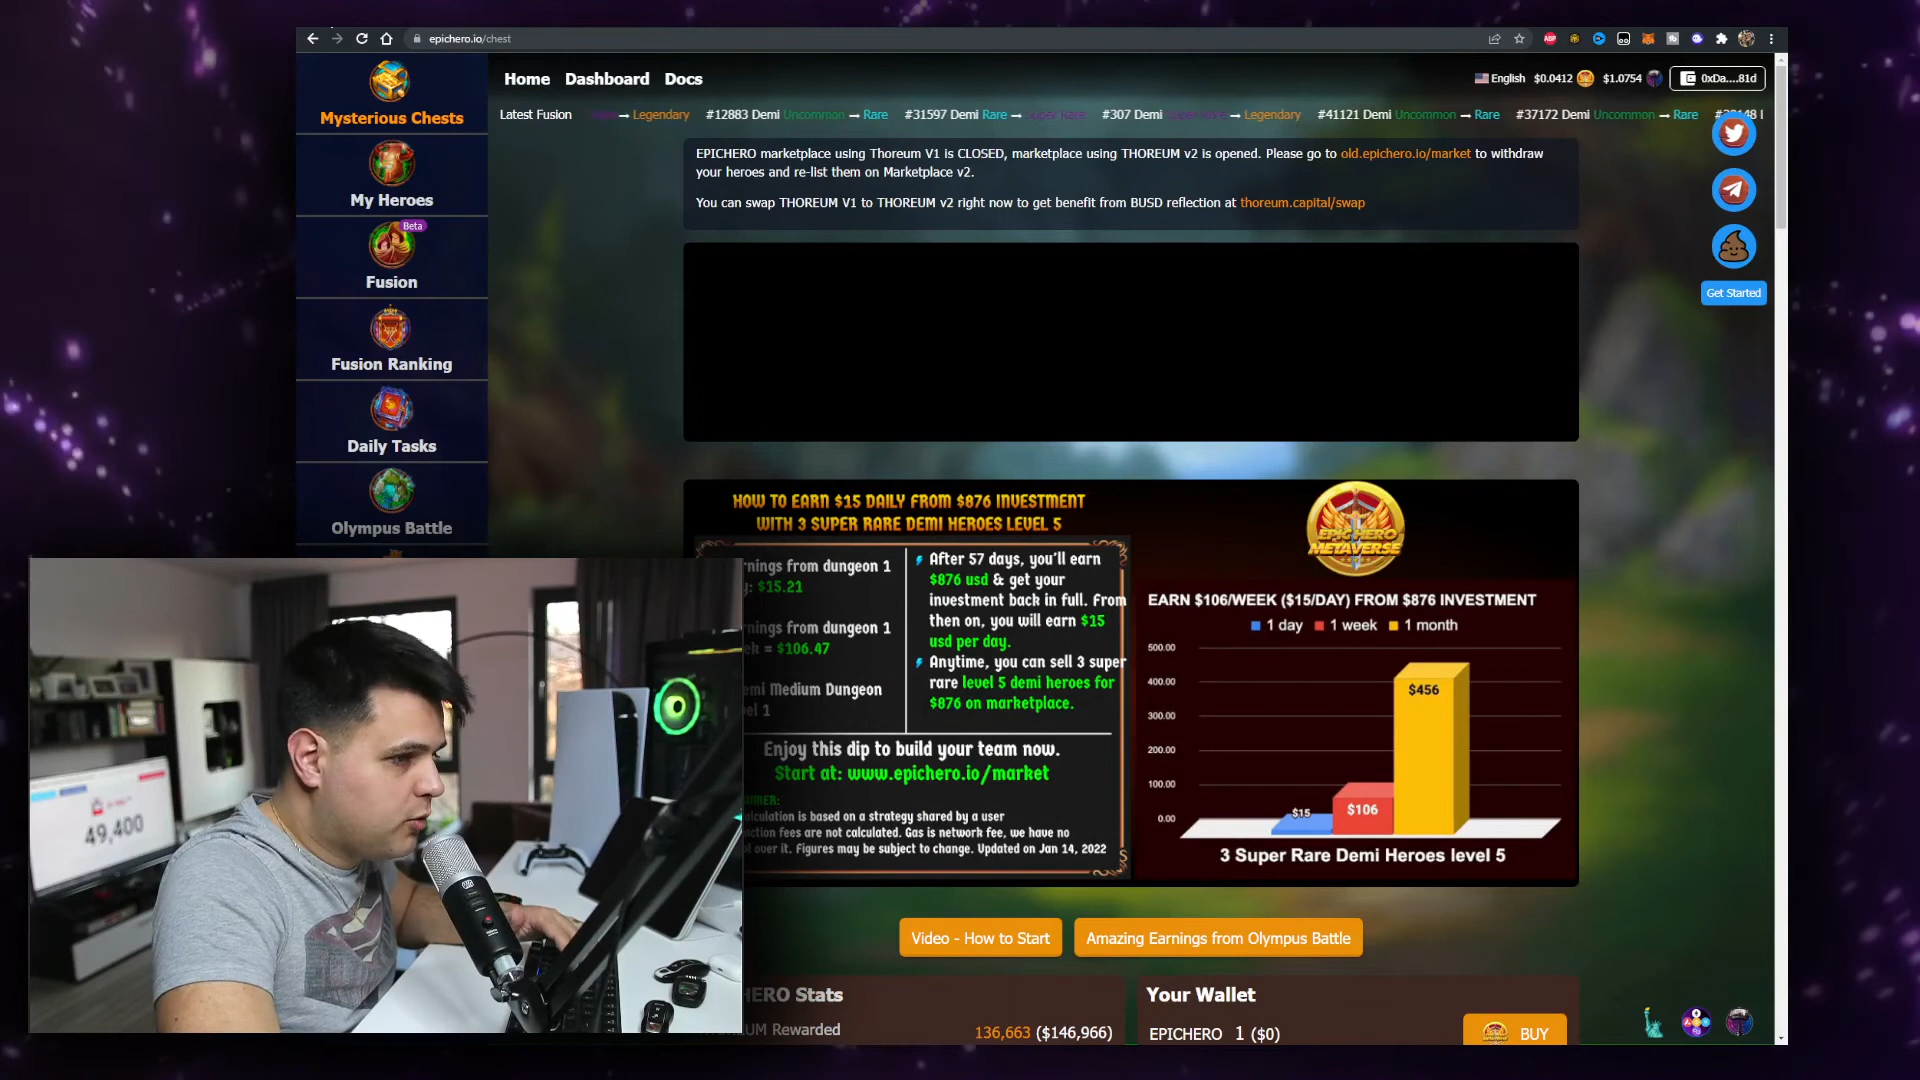 epichero.io/chest
Home Dashboard Docs
English $0.0412 $1.0754 0xDa....81d
Latest Fusion → Legendary #12883 Demi Uncommon → Rare #31597 Demi Rare → Super Rare #307 Demi Super Rare → Legendary #41121 Demi Uncommon → Rare #37172 Demi Uncommon → Rare
Mysterious Chests
My Heroes
Beta
Fusion
Fusion Ranking
Daily Tasks
Olympus Battle
EPICHERO marketplace using Thoreum V1 is CLOSED, marketplace using THOREUM v2 is opened. Please go to old.epichero.io/market to withdraw
your heroes and re-list them on Marketplace v2.
You can swap THOREUM V1 to THOREUM v2 right now to get benefit from BUSD reflection at thoreum.capital/swap
Get Started
HOW TO EARN $15 DAILY FROM $876 INVESTMENT
WITH 3 SUPER RARE DEMI HEROES LEVEL 5
from dungeon 1
$15.21
from dungeon 1
= $106.47
Medium Dungeon
1
After 57 days, you'll earn
$876 usd & get your
investment back in full. From
then on, you will earn $15
usd per day.
Anytime, you can sell 3 super
rare level 5 demi heroes for
$876 on marketplace.
Enjoy this dip to build your team now.
Start at: www.epichero.io/market
is based on a strategy shared by a user
fees are not calculated. Gas is network fee, we have no
over it. Figures may be subject to change. Updated on Jan 14, 2022
EPICHERO
METAVERSE
EARN $106/WEEK ($15/DAY) FROM $876 INVESTMENT
1 day 1 week 1 month
500.00
400.00
300.00
200.00
100.00
0.00
$15
$106
$456
3 Super Rare Demi Heroes level 5
Video - How to Start
Amazing Earnings from Olympus Battle
Stats
Rewarded 136,663 ($146,966)
Your Wallet
EPICHERO 1 ($0)
BUY
49,400